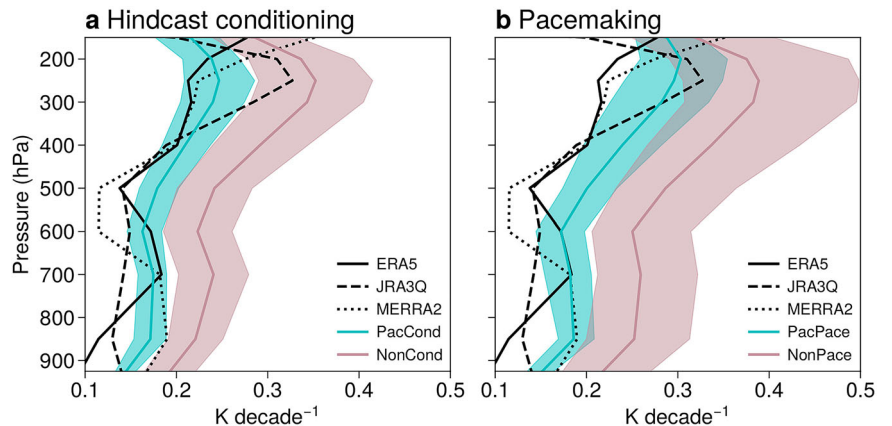 a Hindcast conditioning
b Pacemaking
Pressure (hPa)
200
300
400
500
600
700
800
900
ERA5
JRA3Q
MERRA2
PacCond
NonCond
0.1 0.2 0.3 0.4 0.5
K decade⁻¹
ERA5
JRA3Q
MERRA2
PacPace
NonPace
0.1 0.2 0.3 0.4 0.5
K decade⁻¹